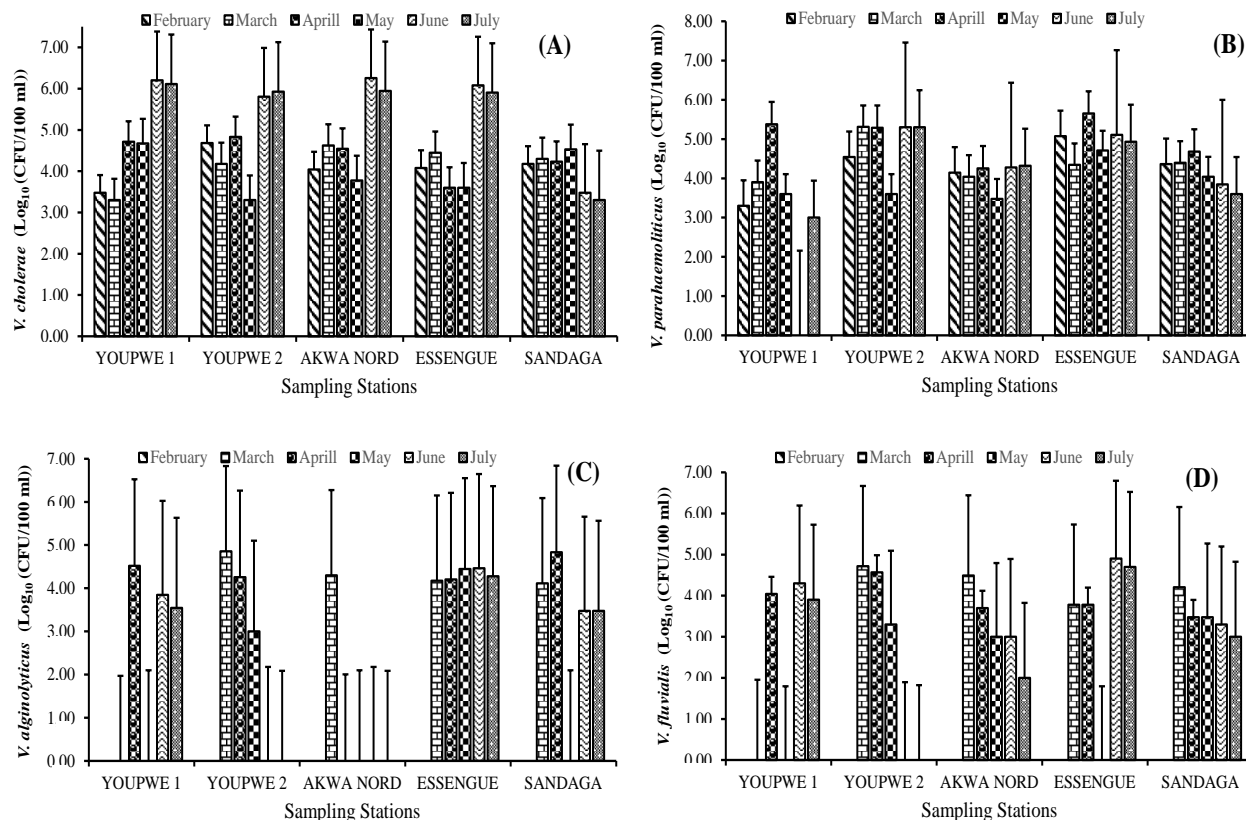 February March Aprill May June July
(A)
V. cholerae (Log10 (CFU/100 ml))
7.00
6.00
5.00
4.00
3.00
2.00
1.00
0.00
YOUPWE 1 YOUPWE 2 AKWA NORD ESSENGUE SANDAGA
Sampling Stations
February March Aprill May June July
(B)
V. parahaemoliticus (Log10 (CFU/100 ml))
8.00
7.00
6.00
5.00
4.00
3.00
2.00
1.00
0.00
YOUPWE 1 YOUPWE 2 AKWA NORD ESSENGUE SANDAGA
Sampling Stations
February March Aprill May June July
(C)
V. alginolyticus (Log10 (CFU/100 ml))
7.00
6.00
5.00
4.00
3.00
2.00
1.00
0.00
YOUPWE 1 YOUPWE 2 AKWA NORD ESSENGUE SANDAGA
Sampling Stations
February March Aprill May June July
(D)
V. fluvialis (Log10 (CFU/100 ml))
7.00
6.00
5.00
4.00
3.00
2.00
1.00
0.00
YOUPWE 1 YOUPWE 2 AKWA NORD ESSENGUE SANDAGA
Sampling Stations